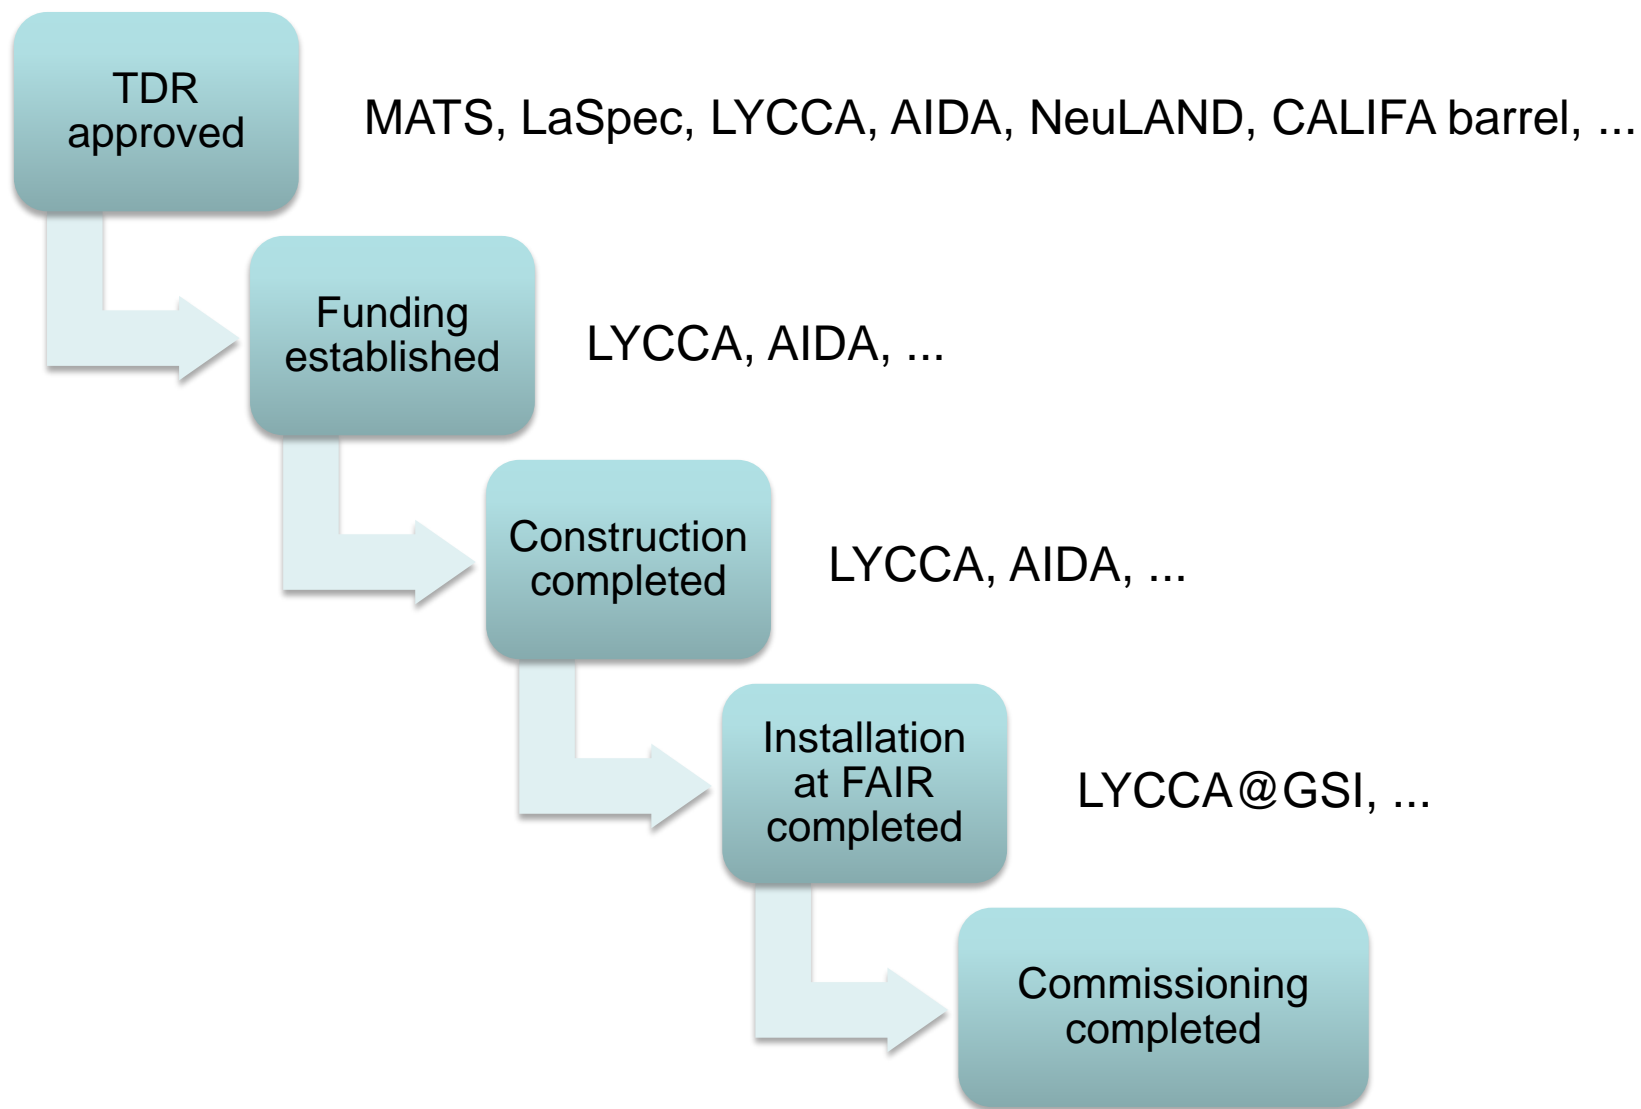 TDR
approved
MATS, LaSpec, LYCCA, AIDA, NeuLAND, CALIFA barrel, ...
Funding
established
LYCCA, AIDA, ...
Construction
completed
LYCCA, AIDA, ...
Installation
at FAIR
completed
LYCCA@GSI, ...
Commissioning
completed